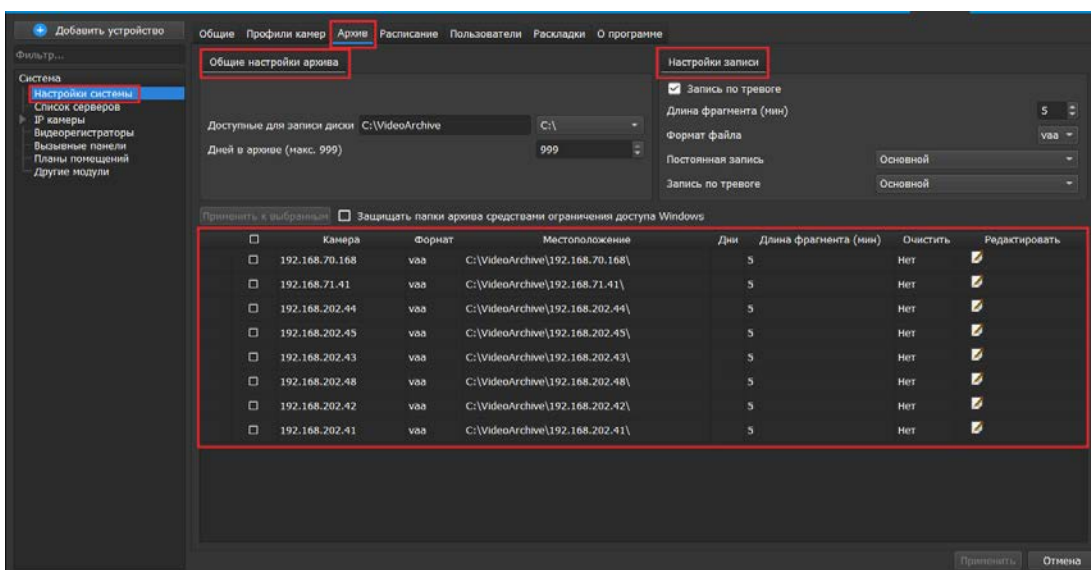 Добавить устройство
Общие Профили камер Архив Расписание Пользователи Раскладки О программе
Фильтр...
Система
Настройки системы
Список серверов
IP камеры
Видеорегистраторы
Вызывные панели
Планы помещений
Другие модули
Общие настройки архива
Доступные для записи диски C:\VideoArchive C:\
Дней в архиве (макс. 999) 999
Настройки записи
Запись по тревоге
Длина фрагмента (мин) 5
Формат файла vaa
Постоянная запись Основной
Запись по тревоге Основной
Применить к выбранным Защищать папки архива средствами ограничения доступа Windows
Камера Формат Местоположение Дни Длина фрагмента (мин) Очистить Редактировать
192.168.70.168 vaa C:\VideoArchive\192.168.70.168\ 5 Нет
192.168.71.41 vaa C:\VideoArchive\192.168.71.41\ 5 Нет
192.168.202.44 vaa C:\VideoArchive\192.168.202.44\ 5 Нет
192.168.202.45 vaa C:\VideoArchive\192.168.202.45\ 5 Нет
192.168.202.43 vaa C:\VideoArchive\192.168.202.43\ 5 Нет
192.168.202.48 vaa C:\VideoArchive\192.168.202.48\ 5 Нет
192.168.202.42 vaa C:\VideoArchive\192.168.202.42\ 5 Нет
192.168.202.41 vaa C:\VideoArchive\192.168.202.41\ 5 Нет
Применить Отмена